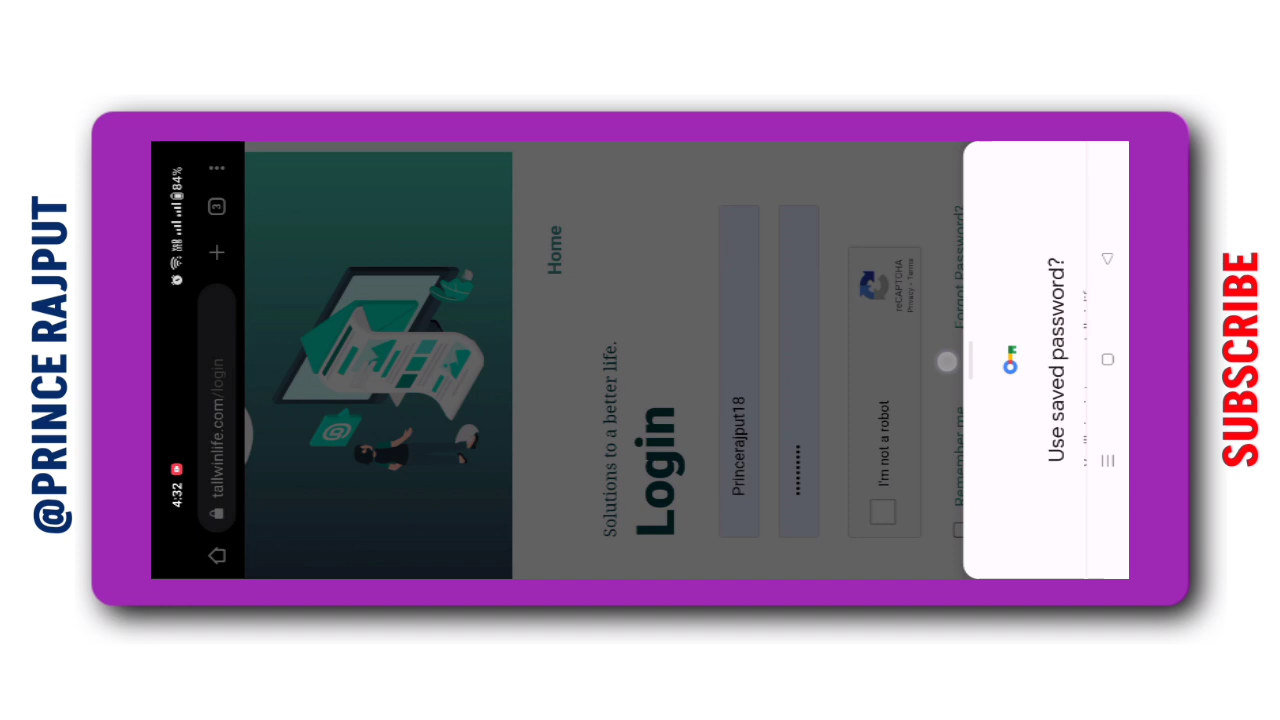 @PRINCE RAJPUT
4:32
84%
tallwinlife.com/login
3
Home
Solutions to a better life.
Login
Princerajput18
••••••••••
I'm not a robot
reCAPTCHA
Privacy - Terms
Remember me
Forgot Password?
Use saved password?
SUBSCRIBE